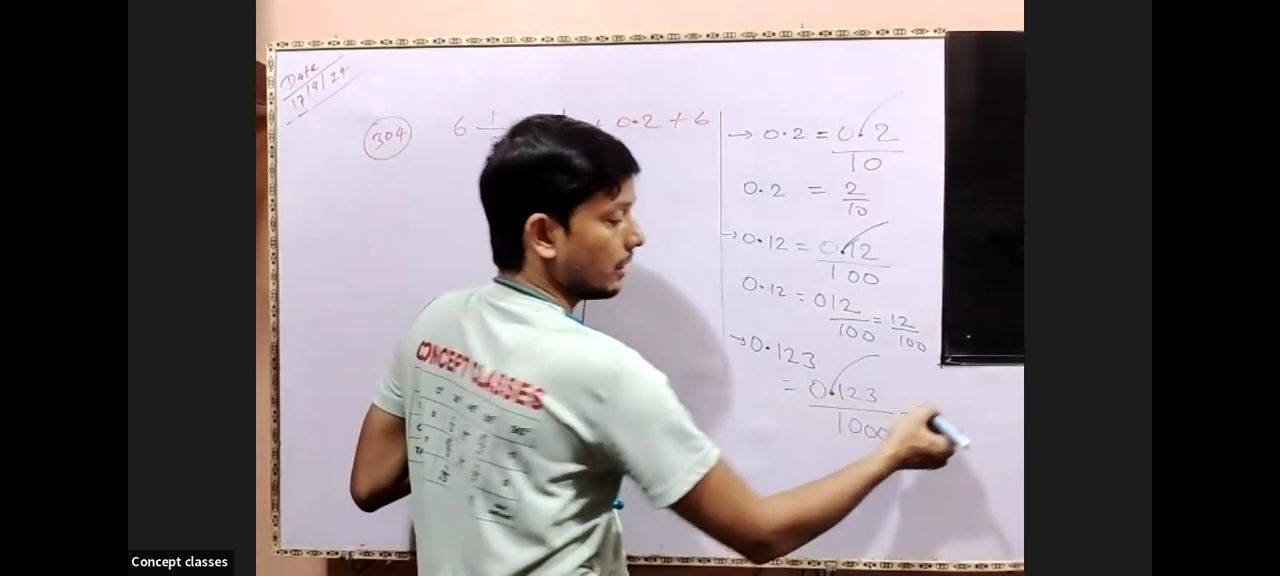 Date
17/9/24
304
6 1 + 0.2 + 6
→ 0.2 = 0.2/10
0.2 = 2/10
→ 0.12 = 0.12/100
0.12 = 012/100 = 12/100
→ 0.123
= 0.123/1000
CONCEPT CLASSES
Concept classes